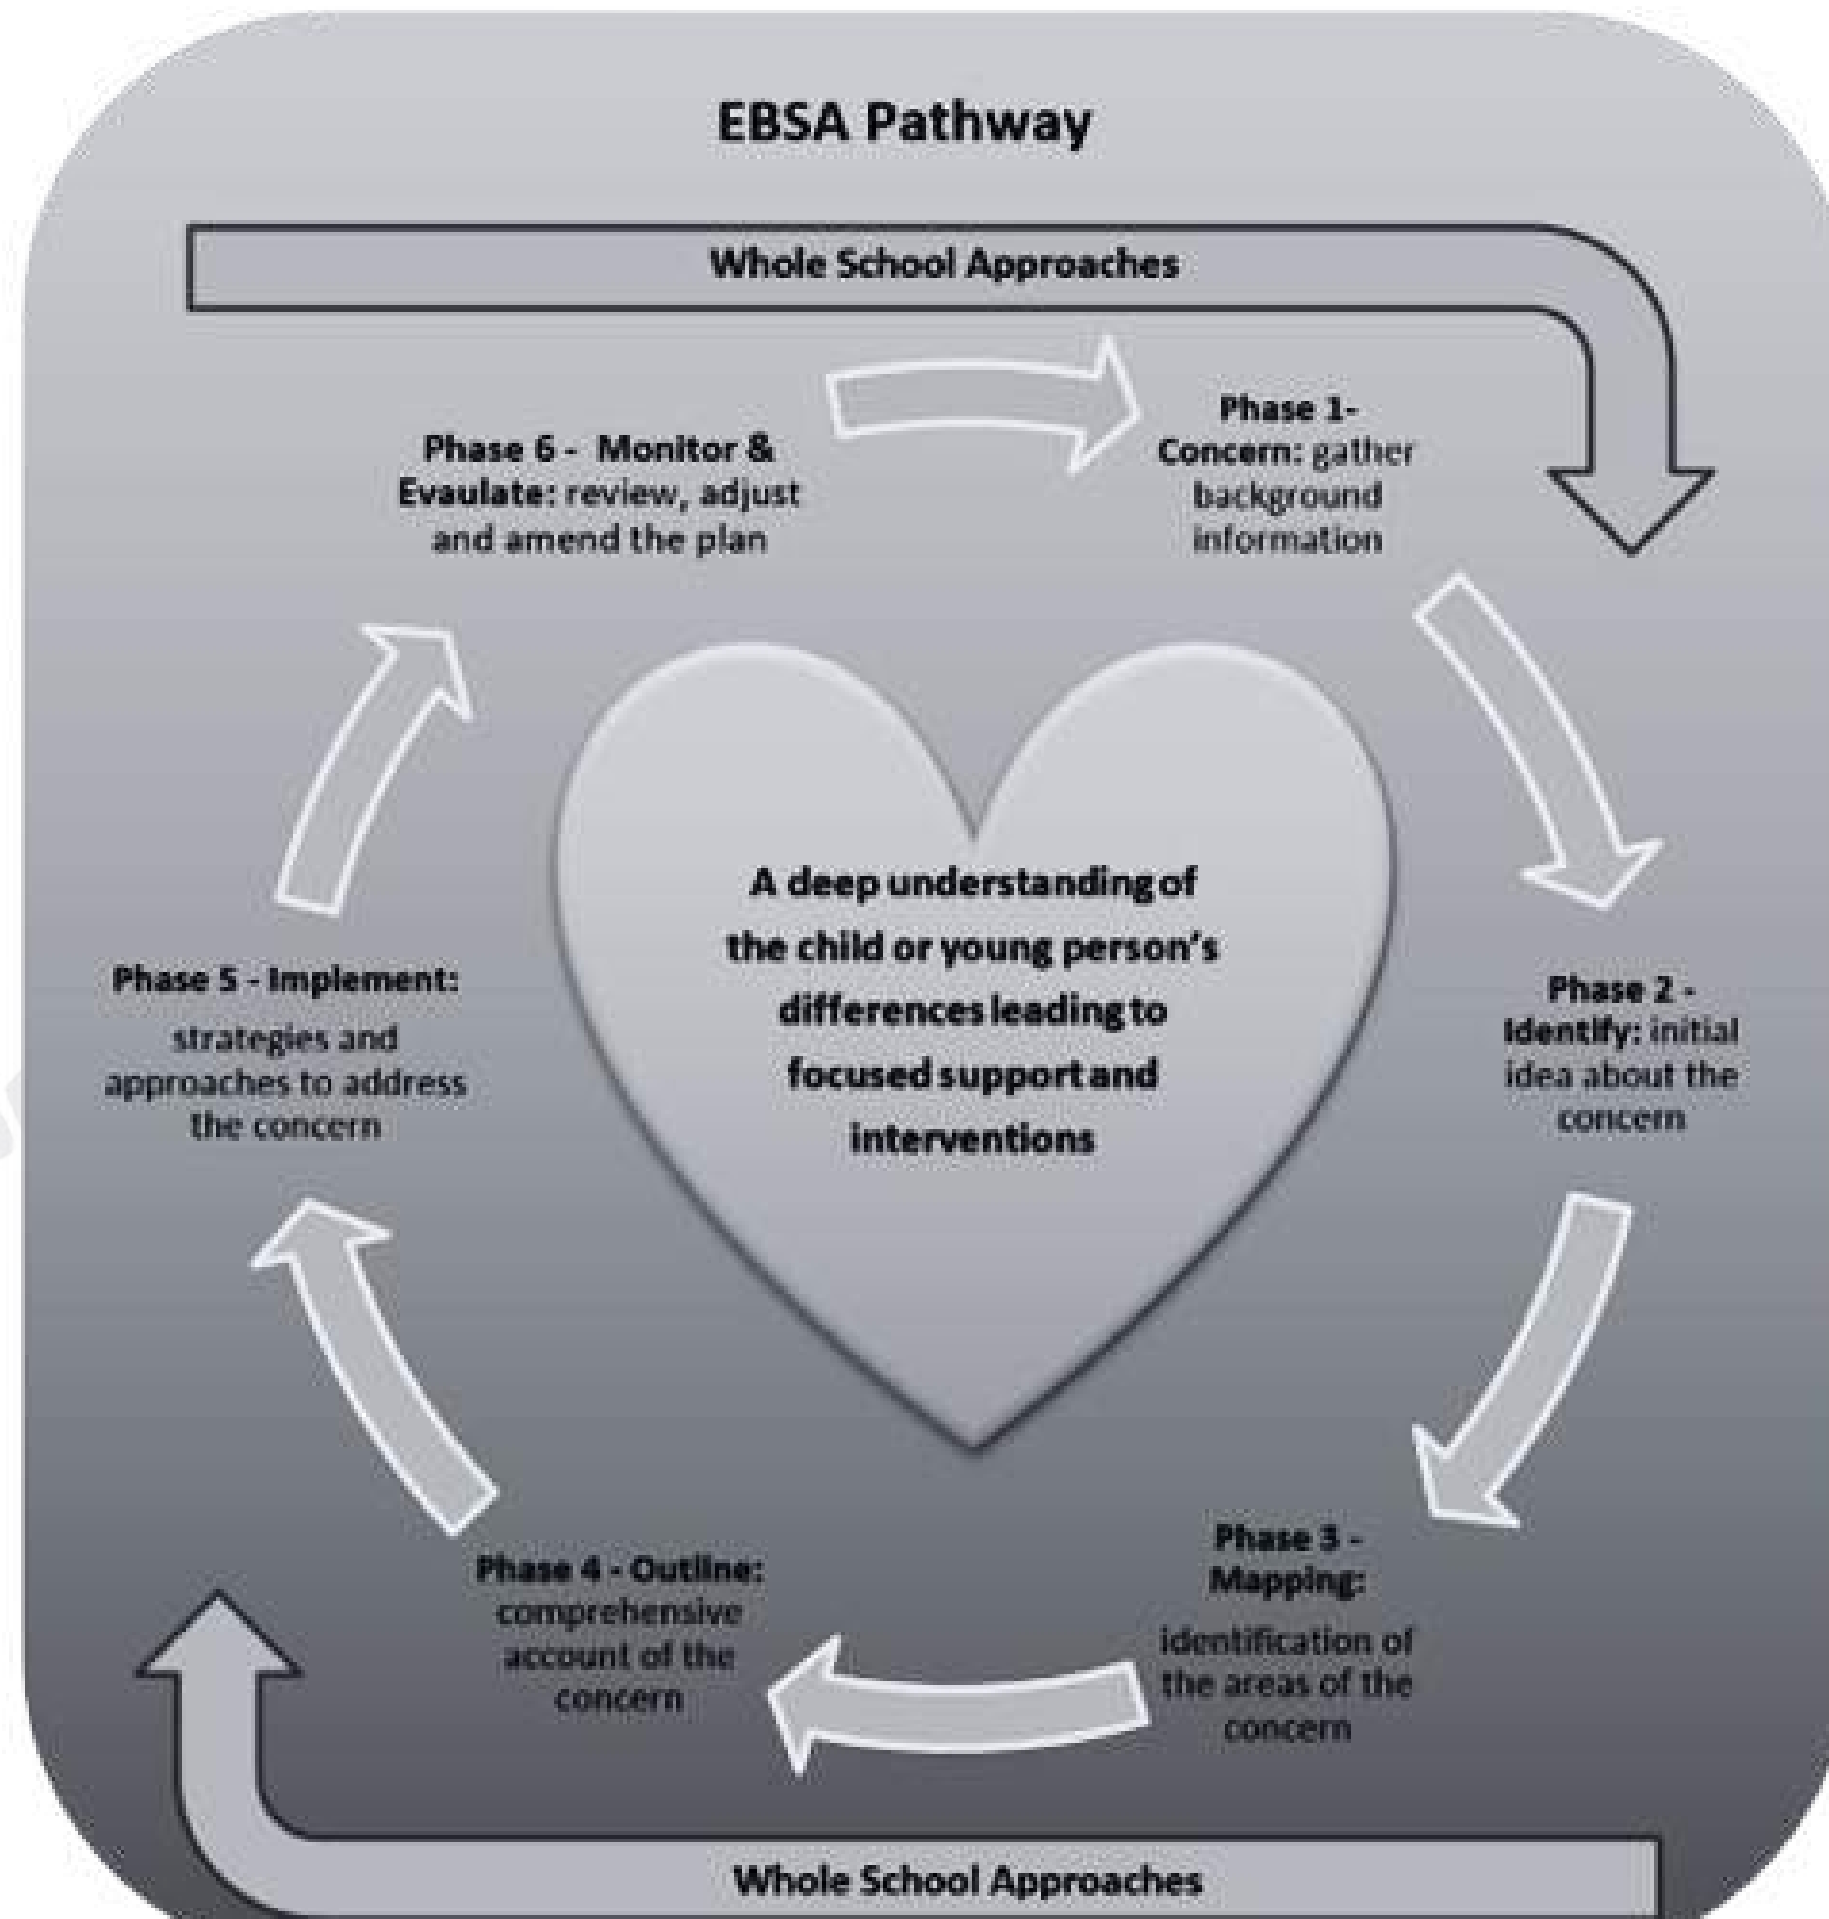 EBSA Pathway
Whole School Approaches
Phase 1-
Concern: gather
background
information
Phase 2 -
Identify: initial
idea about the
concern
Phase 3 -
Mapping:
identification of
the areas of the
concern
Phase 4 - Outline:
comprehensive
account of the
concern
Phase 5 - Implement:
strategies and
approaches to address
the concern
Phase 6 - Monitor &
Evaulate: review, adjust
and amend the plan
A deep understanding of
the child or young person's
differences leading to
focused support and
interventions
Whole School Approaches